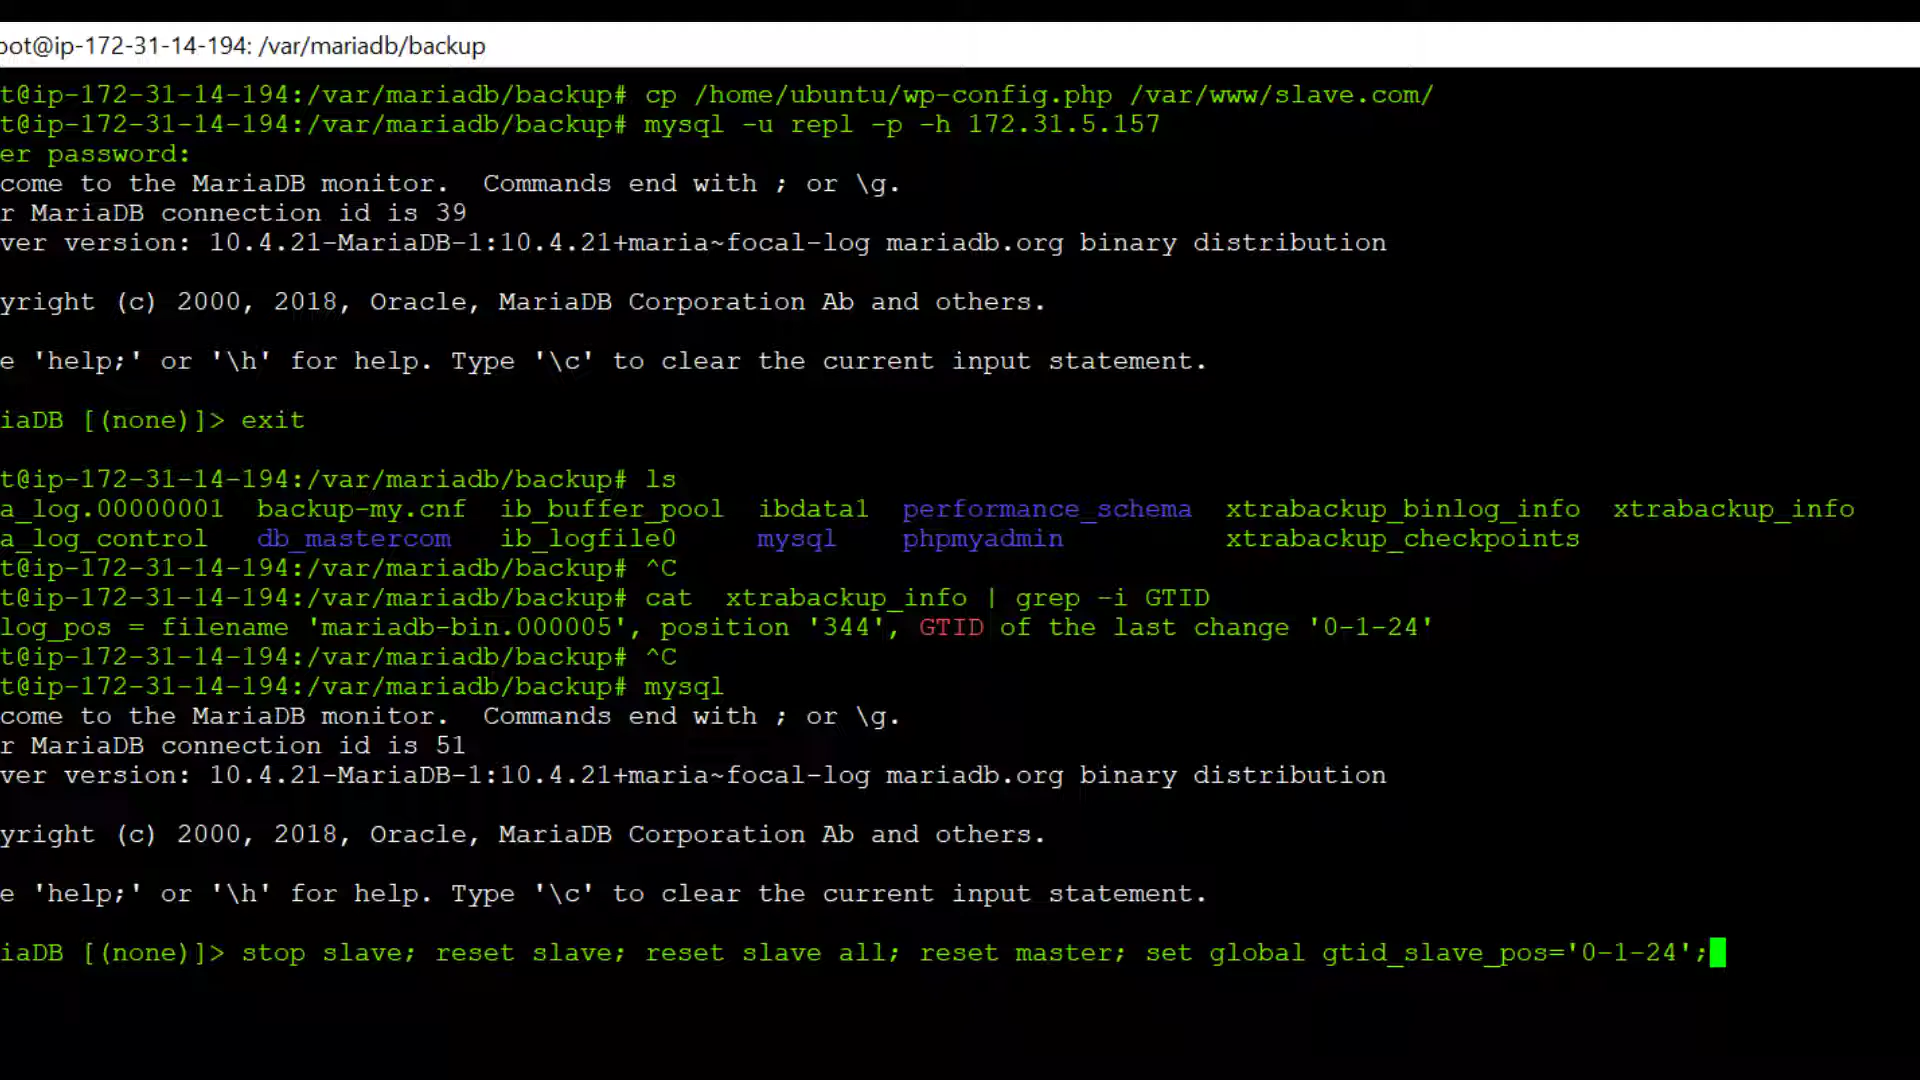 oot@ip-172-31-14-194: /var/mariadb/backup
t@ip-172-31-14-194:/var/mariadb/backup# cp /home/ubuntu/wp-config.php /var/www/slave.com/
t@ip-172-31-14-194:/var/mariadb/backup# mysql -u repl -p -h 172.31.5.157
er password:
come to the MariaDB monitor.  Commands end with ; or \g.
r MariaDB connection id is 39
ver version: 10.4.21-MariaDB-1:10.4.21+maria~focal-log mariadb.org binary distribution
yright (c) 2000, 2018, Oracle, MariaDB Corporation Ab and others.
e 'help;' or '\h' for help. Type '\c' to clear the current input statement.
iaDB [(none)]> exit
t@ip-172-31-14-194:/var/mariadb/backup# ls
a_log.00000001  backup-my.cnf  ib_buffer_pool  ibdata1  performance_schema  xtrabackup_binlog_info  xtrabackup_info
a_log_control  db_mastercom  ib_logfile0  mysql  phpmyadmin  xtrabackup_checkpoints
t@ip-172-31-14-194:/var/mariadb/backup# ^C
t@ip-172-31-14-194:/var/mariadb/backup# cat  xtrabackup_info | grep -i GTID
log_pos = filename 'mariadb-bin.000005', position '344', GTID of the last change '0-1-24'
t@ip-172-31-14-194:/var/mariadb/backup# ^C
t@ip-172-31-14-194:/var/mariadb/backup# mysql
come to the MariaDB monitor.  Commands end with ; or \g.
r MariaDB connection id is 51
ver version: 10.4.21-MariaDB-1:10.4.21+maria~focal-log mariadb.org binary distribution
yright (c) 2000, 2018, Oracle, MariaDB Corporation Ab and others.
e 'help;' or '\h' for help. Type '\c' to clear the current input statement.
iaDB [(none)]> stop slave; reset slave; reset slave all; reset master; set global gtid_slave_pos='0-1-24';